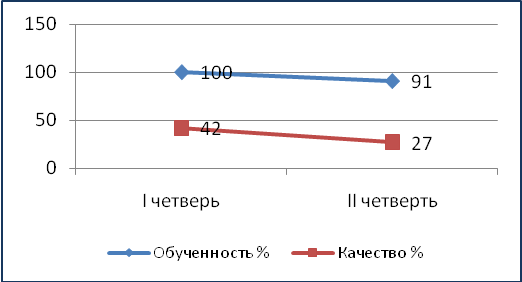 150
100
50
0
100
91
42
27
I четверь
II четверть
Обученность %
Качество %